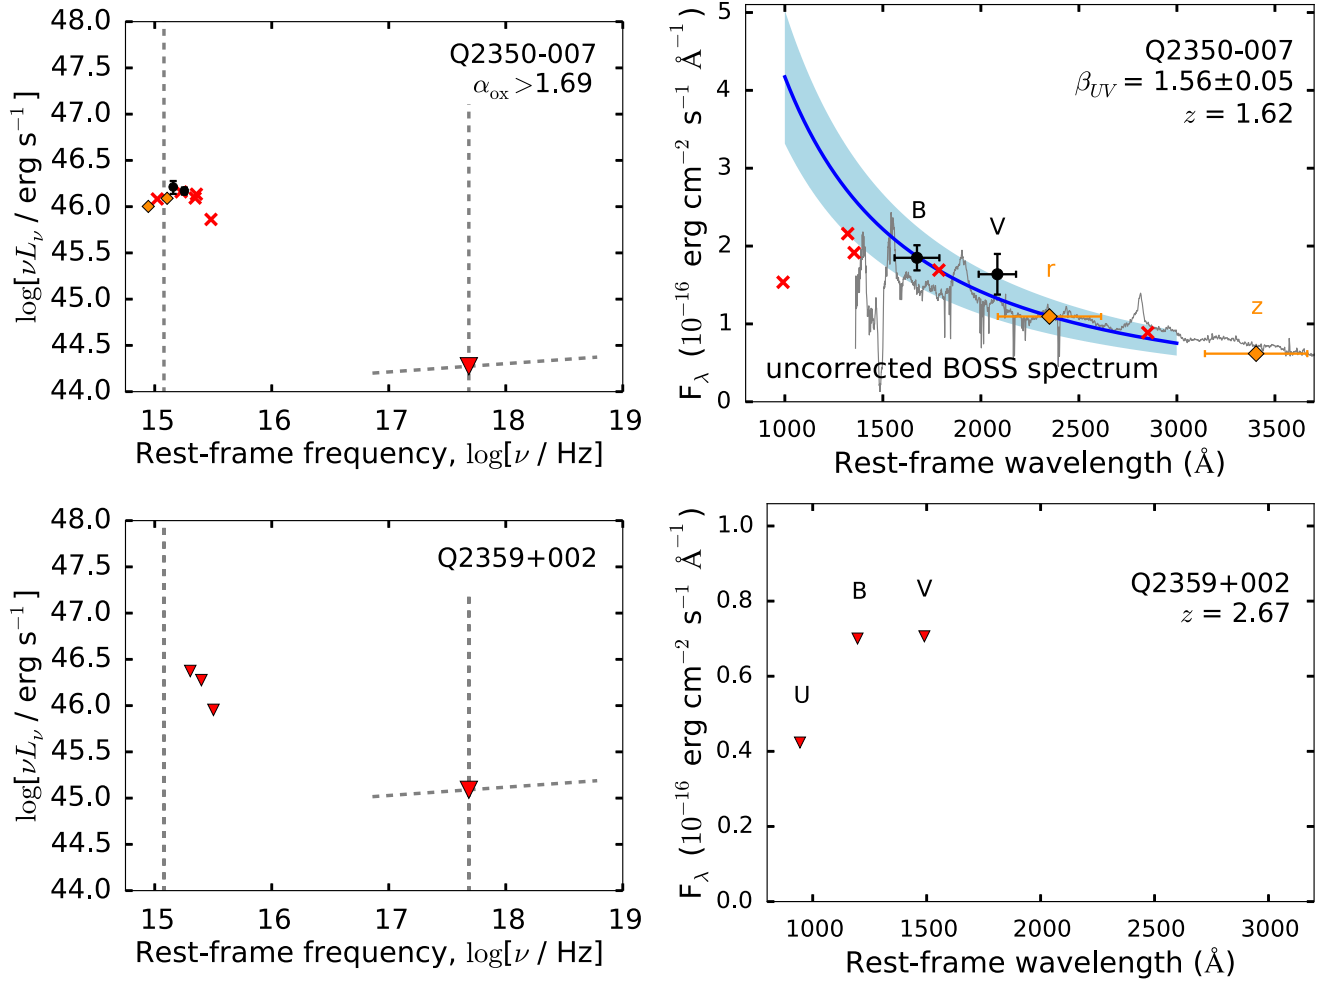 48.0
47.5
47.0
46.5
46.0
45.5
45.0
44.5
44.0
log[νL_ν / erg s⁻¹]
Q2350-007
α_ox >1.69
15
16
17
18
19
Rest-frame frequency, log[ν / Hz]
5
4
3
2
1
0
F_λ (10⁻¹⁶ erg cm⁻² s⁻¹ Å⁻¹)
Q2350-007
β_UV = 1.56±0.05
z = 1.62
B
V
r
z
uncorrected BOSS spectrum
1000
1500
2000
2500
3000
3500
Rest-frame wavelength (Å)
48.0
47.5
47.0
46.5
46.0
45.5
45.0
44.5
44.0
log[νL_ν / erg s⁻¹]
Q2359+002
15
16
17
18
19
Rest-frame frequency, log[ν / Hz]
1.0
0.8
0.6
0.4
0.2
0.0
F_λ (10⁻¹⁶ erg cm⁻² s⁻¹ Å⁻¹)
Q2359+002
z = 2.67
B
V
U
1000
1500
2000
2500
3000
Rest-frame wavelength (Å)